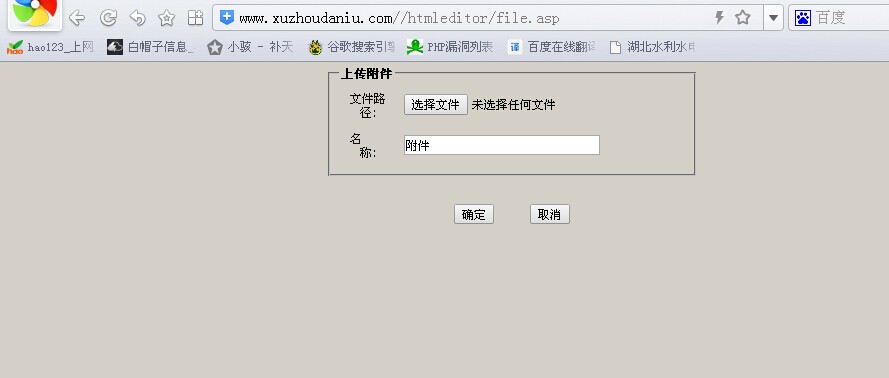 www.xuzhoudaniu.com//htmleditor/file.asp
百度
hao123_上网
白帽子信息_
小骇 - 补天
谷歌搜索引擎
PHP漏洞列表
百度在线翻译
湖北水利水电
上传附件
文件路径:
选择文件 未选择任何文件
名称:
附件
确定 取消